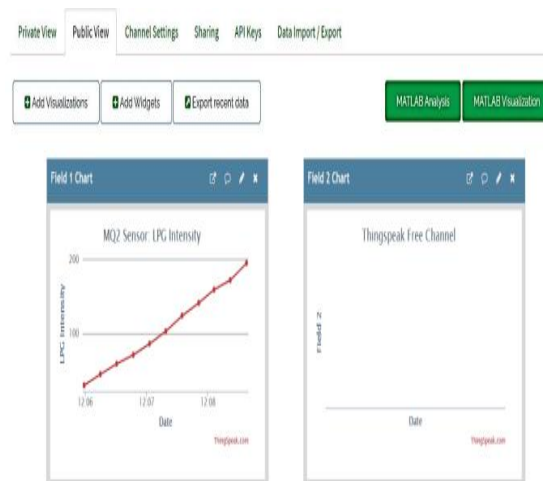 Private View Public View Channel Settings Sharing API Keys Data Import / Export
Add Visualizations Add Widgets Export recent data MATLAB Analysis MATLAB Visualization
Field 1 Chart
MQ2 Sensor: LPG Intensity
LPG Intensity
200
100
12:06 12:07 12:08
Date
ThingSpeak.com
Field 2 Chart
Thingspeak Free Channel
Field 2
Date
ThingSpeak.com